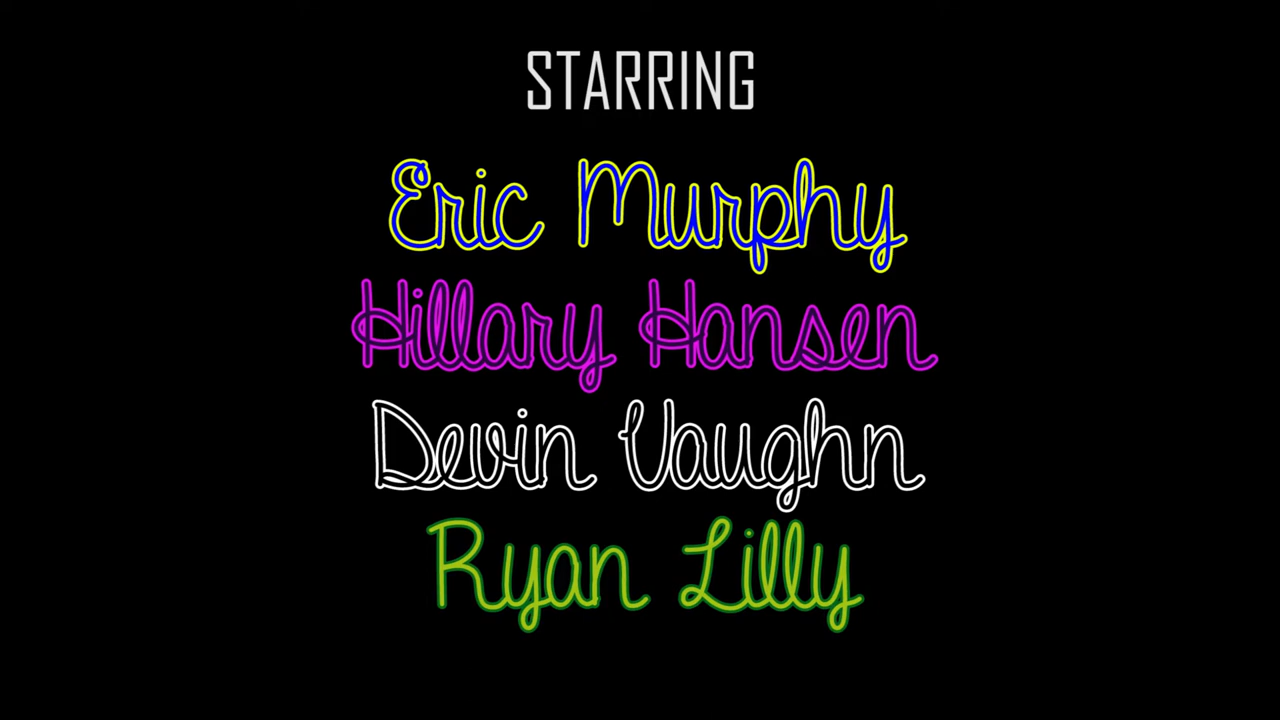 STARRING
Eric Murphy
Hillary Hansen
Devin Vaughn
Ryan Lilly